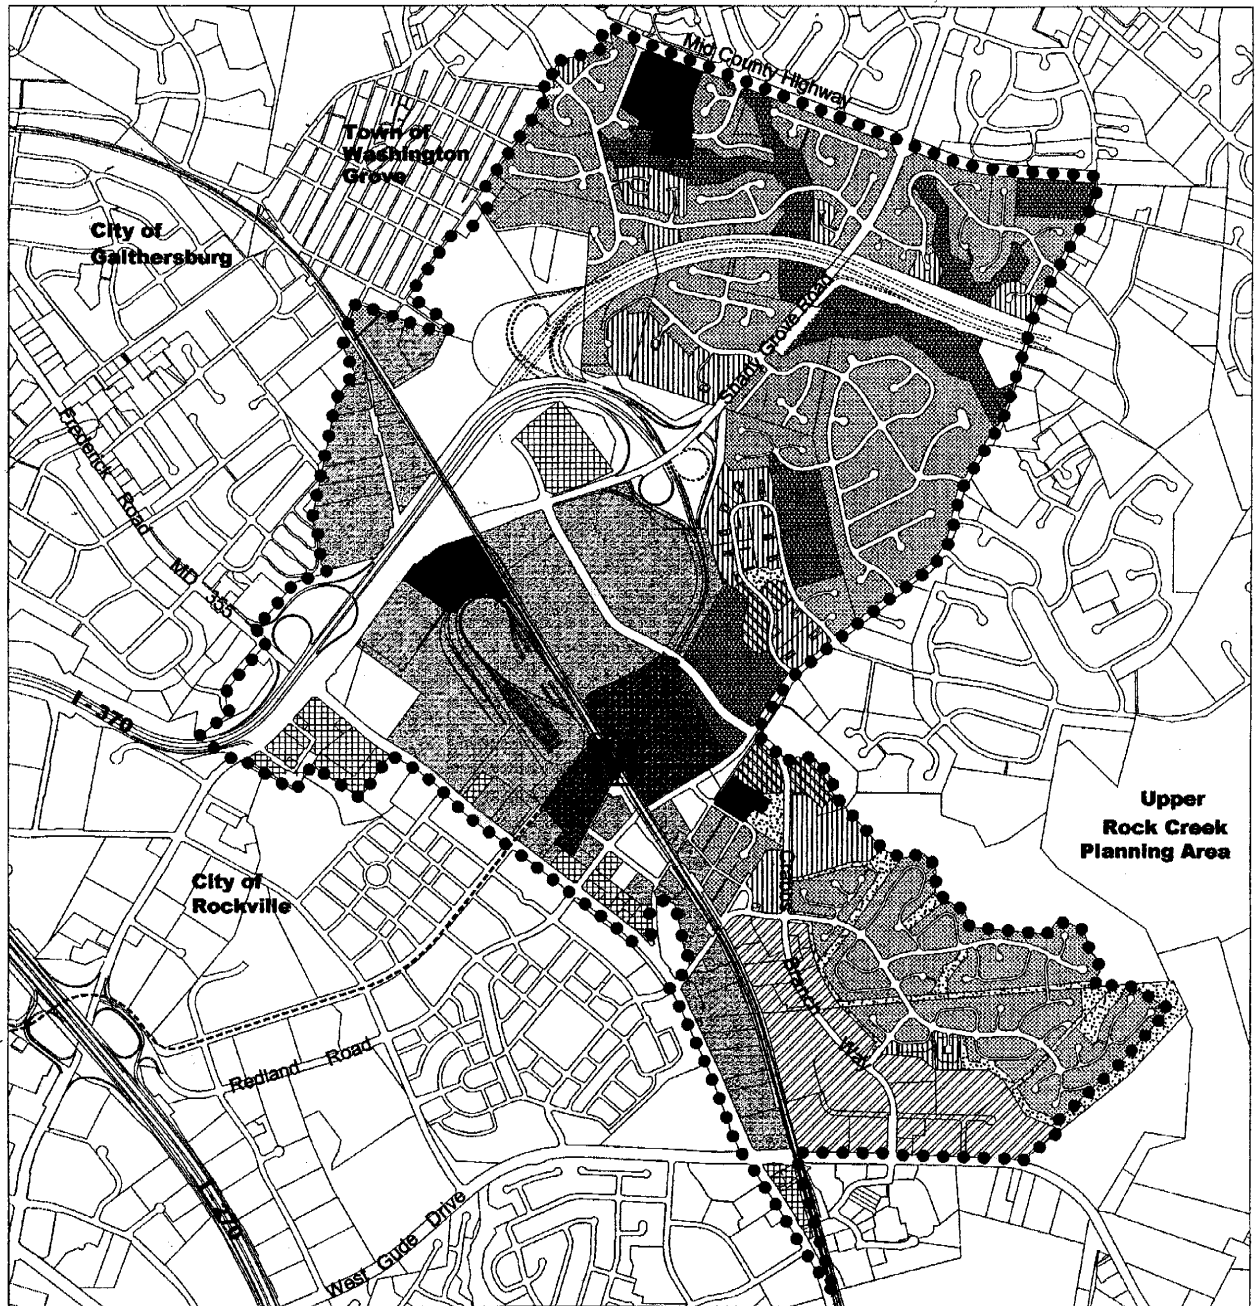 Mid County Highway
Town of
Washington
Grove
City of
Gaithersburg
Shady Grove Road
Frederick Road MD 355
I - 370
Upper
Rock Creek
Planning Area
City of
Rockville
Crabbs Branch Way
Redland Road
I-270
West Gude Drive